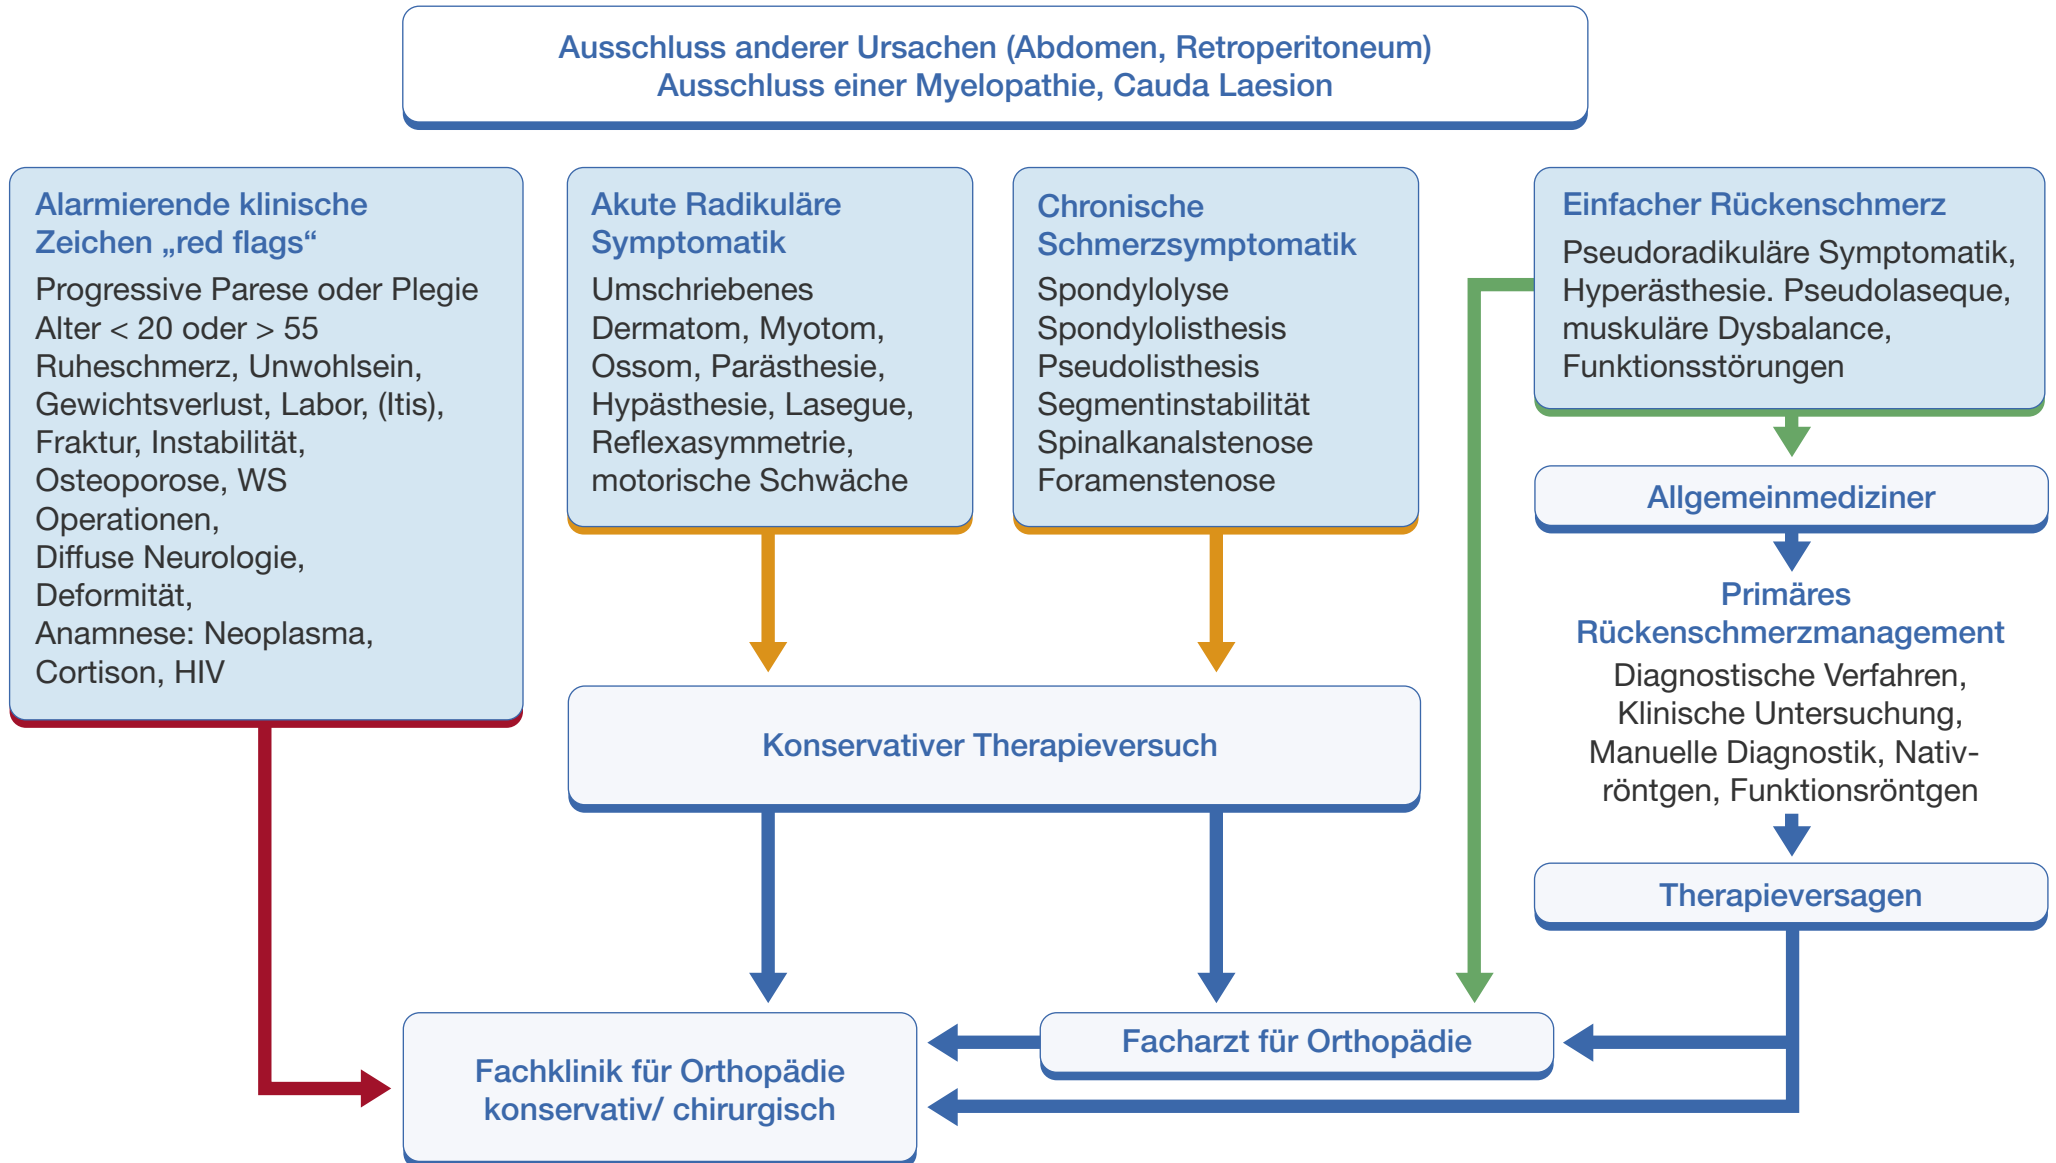 Ausschluss anderer Ursachen (Abdomen, Retroperitoneum)
Ausschluss einer Myelopathie, Cauda Laesion
Alarmierende klinische
Zeichen „red flags“
Progressive Parese oder Plegie
Alter < 20 oder > 55
Ruheschmerz, Unwohlsein,
Gewichtsverlust, Labor, (Itis),
Fraktur, Instabilität,
Osteoporose, WS
Operationen,
Diffuse Neurologie,
Deformität,
Anamnese: Neoplasma,
Cortison, HIV
Akute Radikuläre
Symptomatik
Umschriebenes
Dermatom, Myotom,
Ossom, Parästhesie,
Hypästhesie, Lasegue,
Reflexasymmetrie,
motorische Schwäche
Chronische
Schmerzsymptomatik
Spondylolyse
Spondylolisthesis
Pseudolisthesis
Segmentinstabilität
Spinalkanalstenose
Foramenstenose
Einfacher Rückenschmerz
Pseudoradikuläre Symptomatik,
Hyperästhesie. Pseudolaseque,
muskuläre Dysbalance,
Funktionsstörungen
Allgemeinmediziner
Primäres
Rückenschmerzmanagement
Diagnostische Verfahren,
Klinische Untersuchung,
Manuelle Diagnostik, Nativ-
röntgen, Funktionsröntgen
Konservativer Therapieversuch
Therapieversagen
Facharzt für Orthopädie
Fachklinik für Orthopädie
konservativ/ chirurgisch